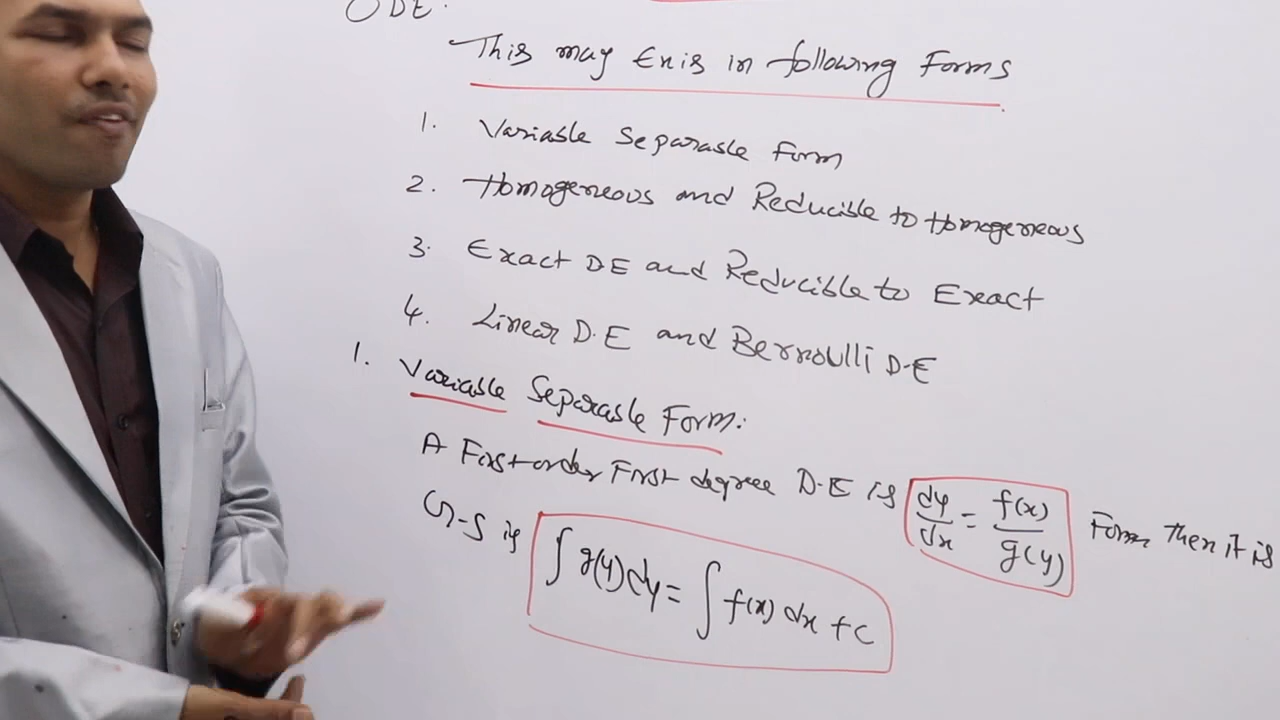 ODE.
This may Exis in following Forms
1. Variable Separable Form
2. Homogeneous and Reducible to Homogeneous
3. Exact DE and Reducible to Exact
4. Linear D.E and Bernoulli D.E
1. Variable Separable Form:
A First order First degree D.E is dy/dx = f(x)/g(y) Form then it is
G-S is ∫ g(y) dy = ∫ f(x) dx + c